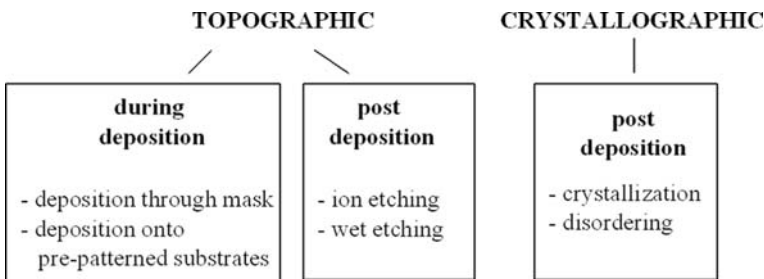 TOPOGRAPHIC
CRYSTALLOGRAPHIC
during
deposition
- deposition through mask
- deposition onto
pre-patterned substrates
post
deposition
- ion etching
- wet etching
post
deposition
- crystallization
- disordering